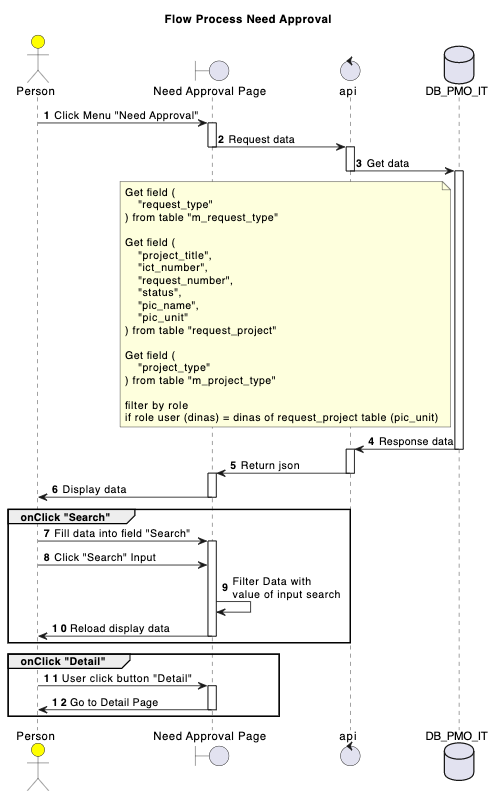 Flow Process Need Approval
Person
Need Approval Page
api
DB_PMO_IT
1 Click Menu "Need Approval"
2 Request data
3 Get data
Get field (
"request_type"
) from table "m_request_type"
Get field (
"project_title",
"ict_number",
"request_number",
"status",
"pic_name",
"pic_unit"
) from table "request_project"
Get field (
"project_type"
) from table "m_project_type"
filter by role
if role user (dinas) = dinas of request_project table (pic_unit)
4 Response data
5 Return json
6 Display data
onClick "Search"
7 Fill data into field "Search"
8 Click "Search" Input
9 Filter Data with
value of input search
10 Reload display data
onClick "Detail"
11 User click button "Detail"
12 Go to Detail Page
Person
Need Approval Page
api
DB_PMO_IT